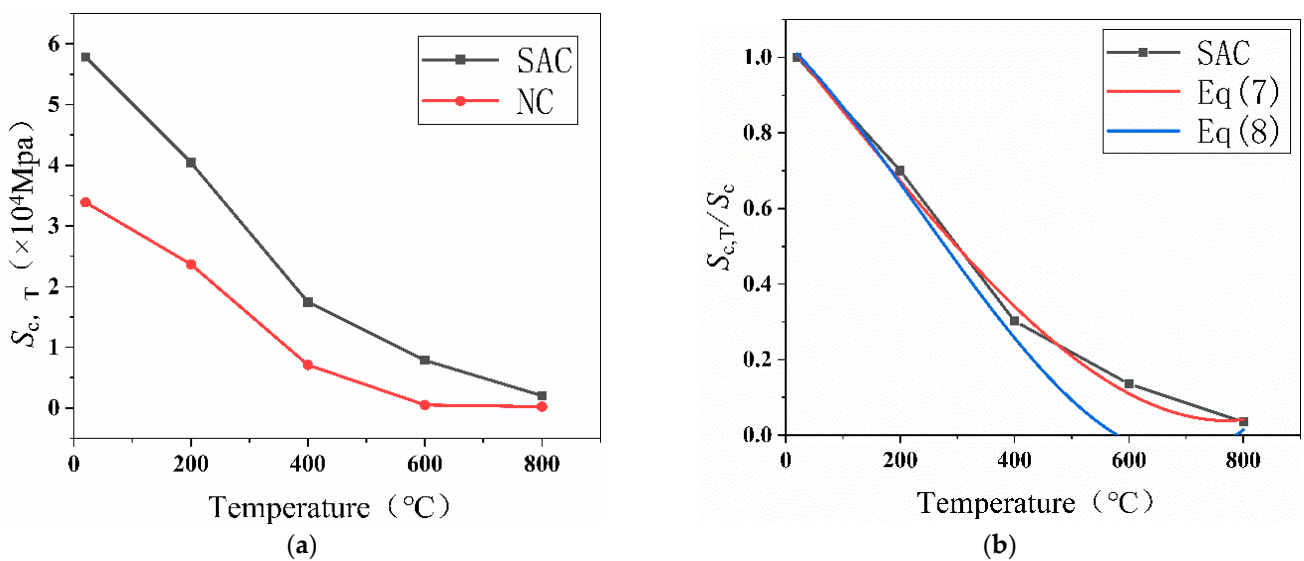 SAC
NC
6
5
4
3
2
1
0
0 200 400 600 800
Sc, T (×10⁴Mpa)
Temperature (℃)
(a)
SAC
Eq(7)
Eq(8)
1.0
0.8
0.6
0.4
0.2
0.0
0 200 400 600 800
Sc,T/Sc
Temperature (℃)
(b)